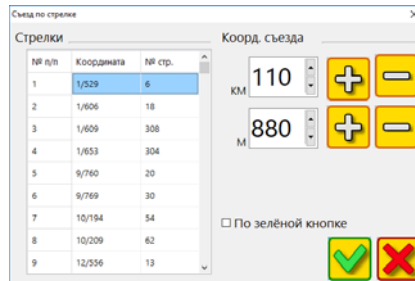 Съезд по стрелке
Стрелки
№ п/п Координата № стр.
1 1/529 6
2 1/606 18
3 1/609 308
4 1/653 304
5 9/760 20
6 9/769 30
7 10/194 54
8 10/209 62
9 12/556 13
Коорд. съезда
км 110
м 880
По зелёной кнопке